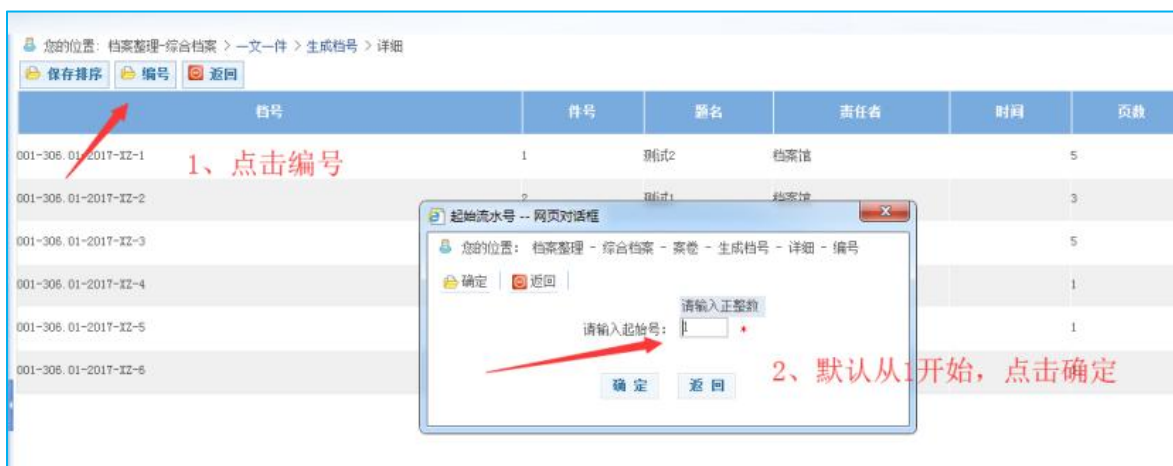 您的位置：档案整理-综合档案 > 一文一件 > 生成档号 > 详细
保存排序 编号 返回
档号 件号 题名 责任者 时间 页数
001-306.01-2017-XZ-1 1 测试2 档案馆 5
1、点击编号
001-306.01-2017-XZ-2 2 测试1 档案馆 3
起始流水号 -- 网页对话框
001-306.01-2017-XZ-3 5
您的位置： 档案整理 - 综合档案 - 案卷 - 生成档号 - 详细 - 编号
确定 返回
001-306.01-2017-XZ-4 1
请输入正整数
001-306.01-2017-XZ-5 请输入起始号： 1 * 1
001-306.01-2017-XZ-6
2、默认从1开始，点击确定
确 定 返 回